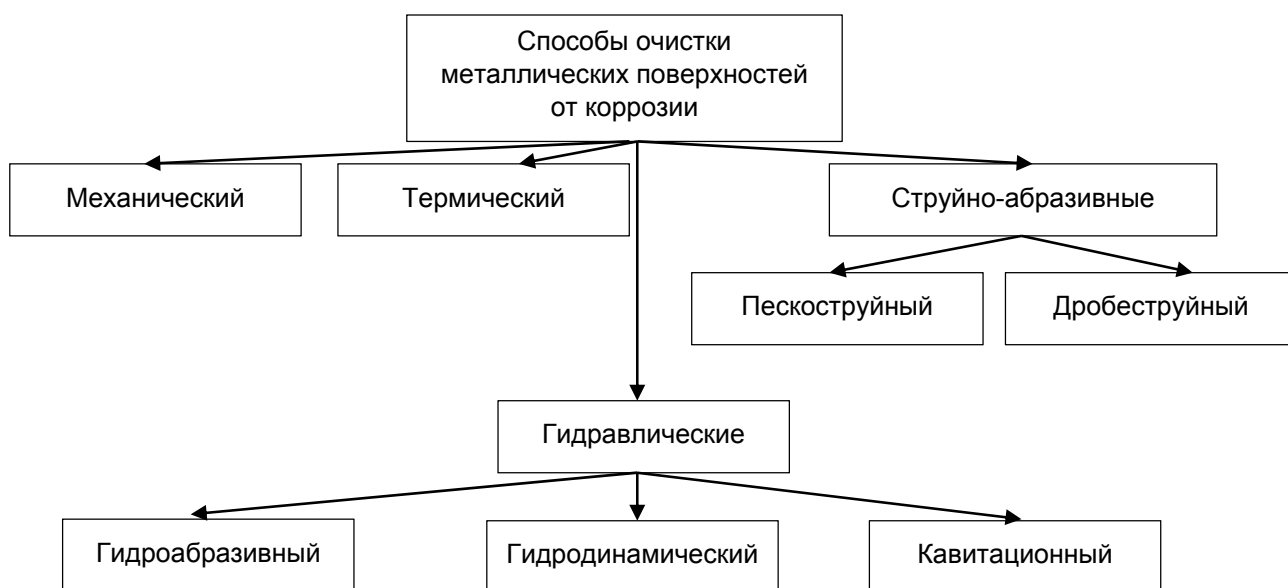 Способы очистки
металлических поверхностей
от коррозии
Механический
Термический
Струйно-абразивные
Пескоструйный
Дробеструйный
Гидравлические
Гидроабразивный
Гидродинамический
Кавитационный